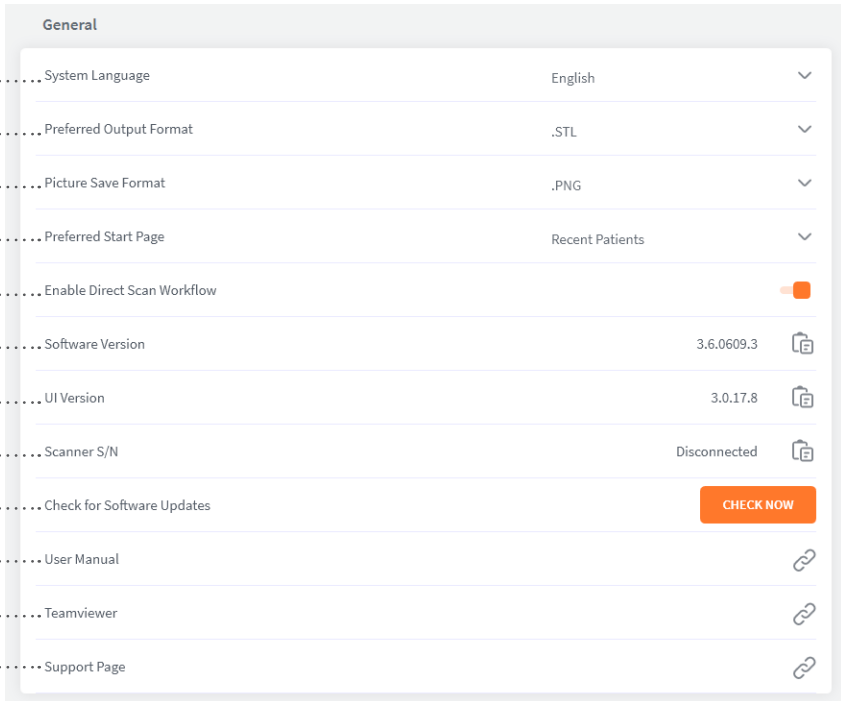 General
System Language English
Preferred Output Format .STL
Picture Save Format .PNG
Preferred Start Page Recent Patients
Enable Direct Scan Workflow
Software Version 3.6.0609.3
UI Version 3.0.17.8
Scanner S/N Disconnected
Check for Software Updates CHECK NOW
User Manual
Teamviewer
Support Page